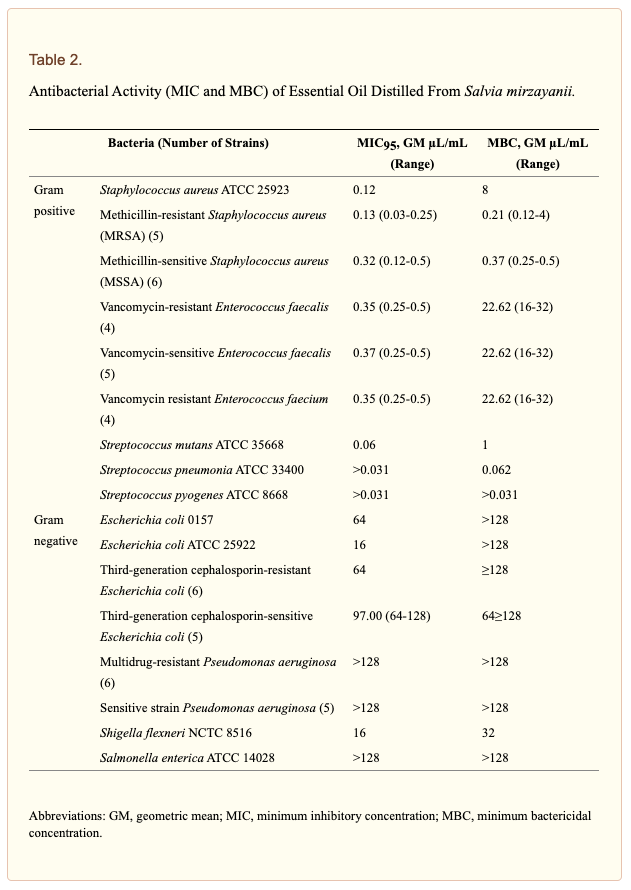 Table 2.
Antibacterial Activity (MIC and MBC) of Essential Oil Distilled From Salvia mirzayanii.
Bacteria (Number of Strains) MIC95, GM µL/mL (Range) MBC, GM µL/mL (Range)
Gram positive Staphylococcus aureus ATCC 25923 0.12 8
Methicillin-resistant Staphylococcus aureus (MRSA) (5) 0.13 (0.03-0.25) 0.21 (0.12-4)
Methicillin-sensitive Staphylococcus aureus (MSSA) (6) 0.32 (0.12-0.5) 0.37 (0.25-0.5)
Vancomycin-resistant Enterococcus faecalis (4) 0.35 (0.25-0.5) 22.62 (16-32)
Vancomycin-sensitive Enterococcus faecalis (5) 0.37 (0.25-0.5) 22.62 (16-32)
Vancomycin resistant Enterococcus faecium (4) 0.35 (0.25-0.5) 22.62 (16-32)
Streptococcus mutans ATCC 35668 0.06 1
Streptococcus pneumonia ATCC 33400 >0.031 0.062
Streptococcus pyogenes ATCC 8668 >0.031 >0.031
Gram negative Escherichia coli 0157 64 >128
Escherichia coli ATCC 25922 16 >128
Third-generation cephalosporin-resistant Escherichia coli (6) 64 ≥128
Third-generation cephalosporin-sensitive Escherichia coli (5) 97.00 (64-128) 64≥128
Multidrug-resistant Pseudomonas aeruginosa (6) >128 >128
Sensitive strain Pseudomonas aeruginosa (5) >128 >128
Shigella flexneri NCTC 8516 16 32
Salmonella enterica ATCC 14028 >128 >128
Abbreviations: GM, geometric mean; MIC, minimum inhibitory concentration; MBC, minimum bactericidal
concentration.